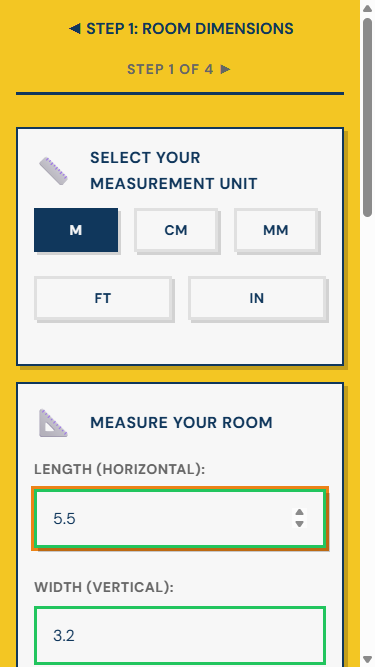 ◄ STEP 1: ROOM DIMENSIONS
STEP 1 OF 4 ►
SELECT YOUR
MEASUREMENT UNIT
M CM MM
FT IN
MEASURE YOUR ROOM
LENGTH (HORIZONTAL):
5.5
WIDTH (VERTICAL):
3.2